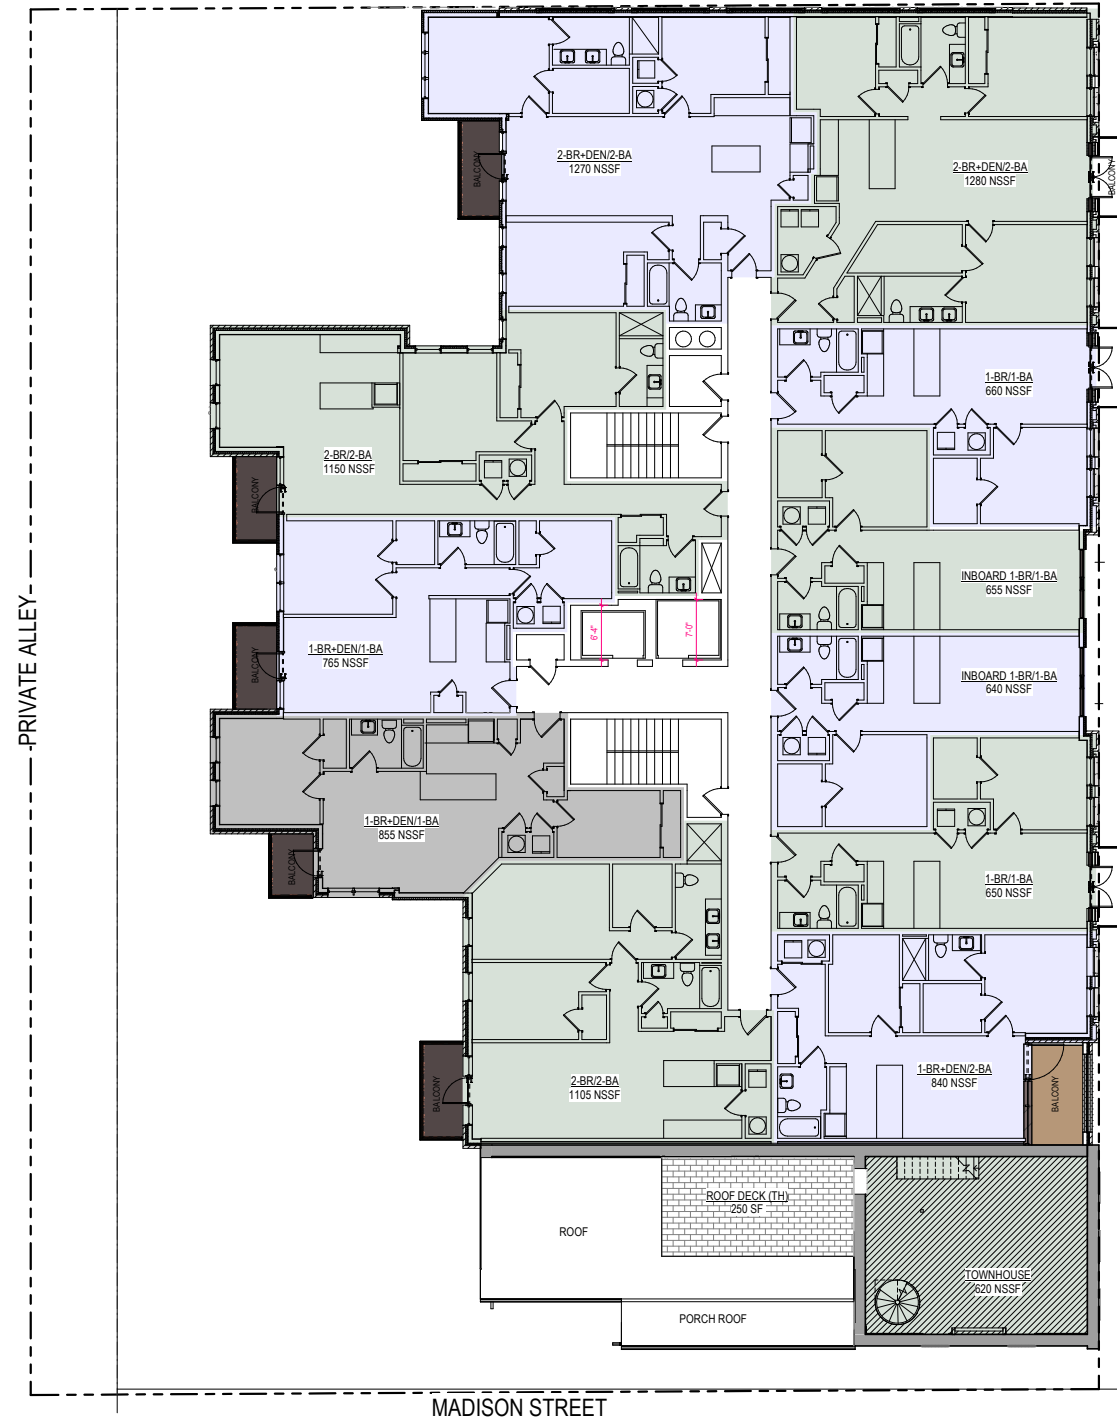 2-BR+DEN/2-BA
1270 NSSF
BALCONY
2-BR+DEN/2-BA
1280 NSSF
BALCONY
1-BR/1-BA
660 NSSF
2-BR/2-BA
1150 NSSF
BALCONY
INBOARD 1-BR/1-BA
655 NSSF
6'-4"
7'-0"
1-BR+DEN/1-BA
765 NSSF
BALCONY
INBOARD 1-BR/1-BA
640 NSSF
PRIVATE ALLEY
1-BR+DEN/1-BA
855 NSSF
BALCONY
1-BR/1-BA
650 NSSF
2-BR/2-BA
1105 NSSF
BALCONY
1-BR+DEN/2-BA
840 NSSF
BALCONY
ROOF DECK (TH)
250 SF
ROOF
TOWNHOUSE
620 NSSF
PORCH ROOF
MADISON STREET